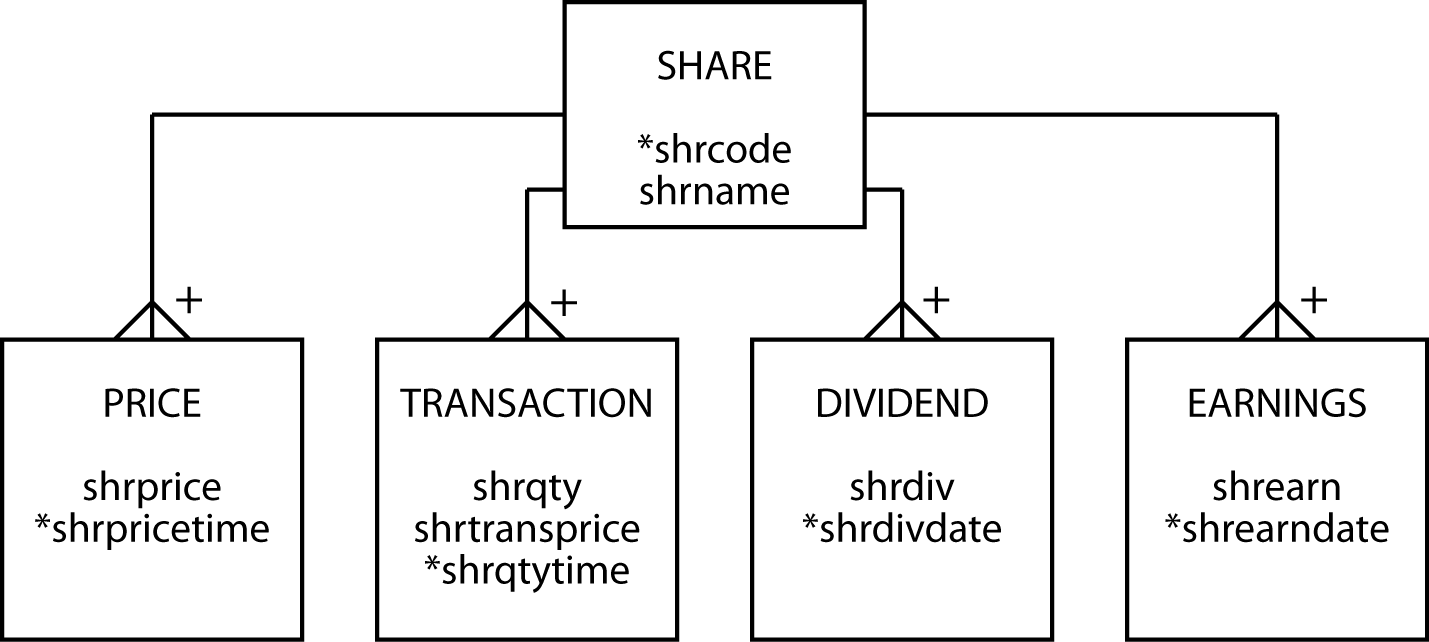 SHARE
*shrcode
shrname
+
+
+
+
PRICE
shrprice
*shrpricetime
TRANSACTION
shrqty
shrtransprice
*shrqtytime
DIVIDEND
shrdiv
*shrdivdate
EARNINGS
shrearn
*shrearndate